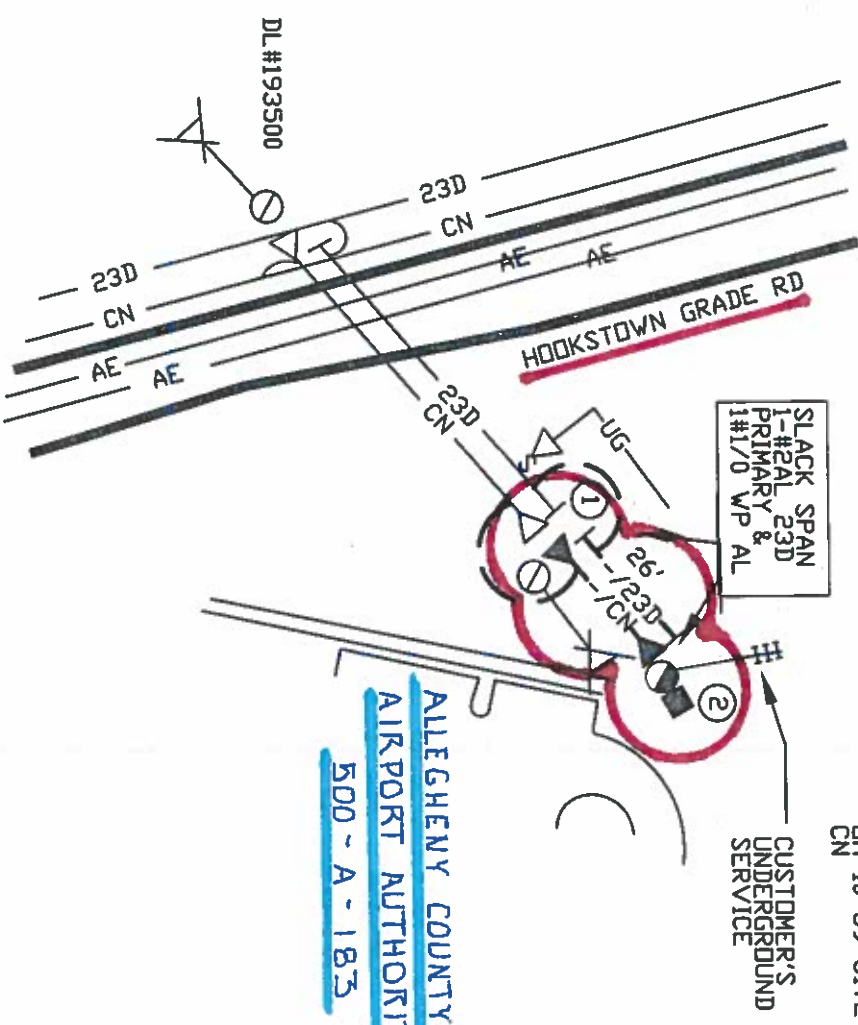 DL#193500
23D
CN
AE
AE
23D
CN
AE
AE
HOOKSTOWN GRADE RD
23D
CN
UG
1
26'
-/23D
-/CN
2
SLACK SPAN
1-#2AL 23D
PRIMARY &
1#1/0 WP AL
CN
CUSTOMER'S
UNDERGROUND
SERVICE
ALLEGHENY COUNTY
AIRPORT AUTHORI
500-A-183